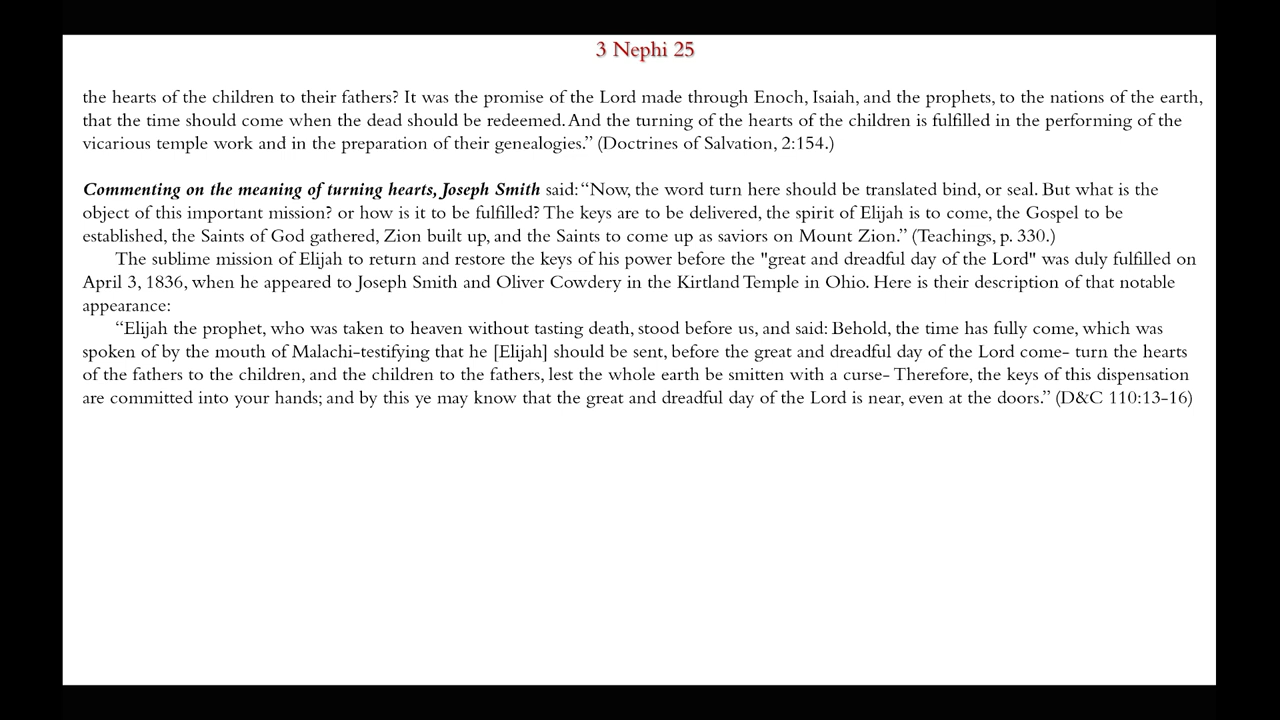 3 Nephi 25
the hearts of the children to their fathers? It was the promise of the Lord made through Enoch, Isaiah, and the prophets, to the nations of the earth,
that the time should come when the dead should be redeemed. And the turning of the hearts of the children is fulfilled in the performing of the
vicarious temple work and in the preparation of their genealogies.” (Doctrines of Salvation, 2:154.)
Commenting on the meaning of turning hearts, Joseph Smith said: “Now, the word turn here should be translated bind, or seal. But what is the
object of this important mission? or how is it to be fulfilled? The keys are to be delivered, the spirit of Elijah is to come, the Gospel to be
established, the Saints of God gathered, Zion built up, and the Saints to come up as saviors on Mount Zion.” (Teachings, p. 330.)
The sublime mission of Elijah to return and restore the keys of his power before the "great and dreadful day of the Lord" was duly fulfilled on
April 3, 1836, when he appeared to Joseph Smith and Oliver Cowdery in the Kirtland Temple in Ohio. Here is their description of that notable
appearance:
“Elijah the prophet, who was taken to heaven without tasting death, stood before us, and said: Behold, the time has fully come, which was
spoken of by the mouth of Malachi-testifying that he [Elijah] should be sent, before the great and dreadful day of the Lord come- turn the hearts
of the fathers to the children, and the children to the fathers, lest the whole earth be smitten with a curse- Therefore, the keys of this dispensation
are committed into your hands; and by this ye may know that the great and dreadful day of the Lord is near, even at the doors.” (D&C 110:13-16)